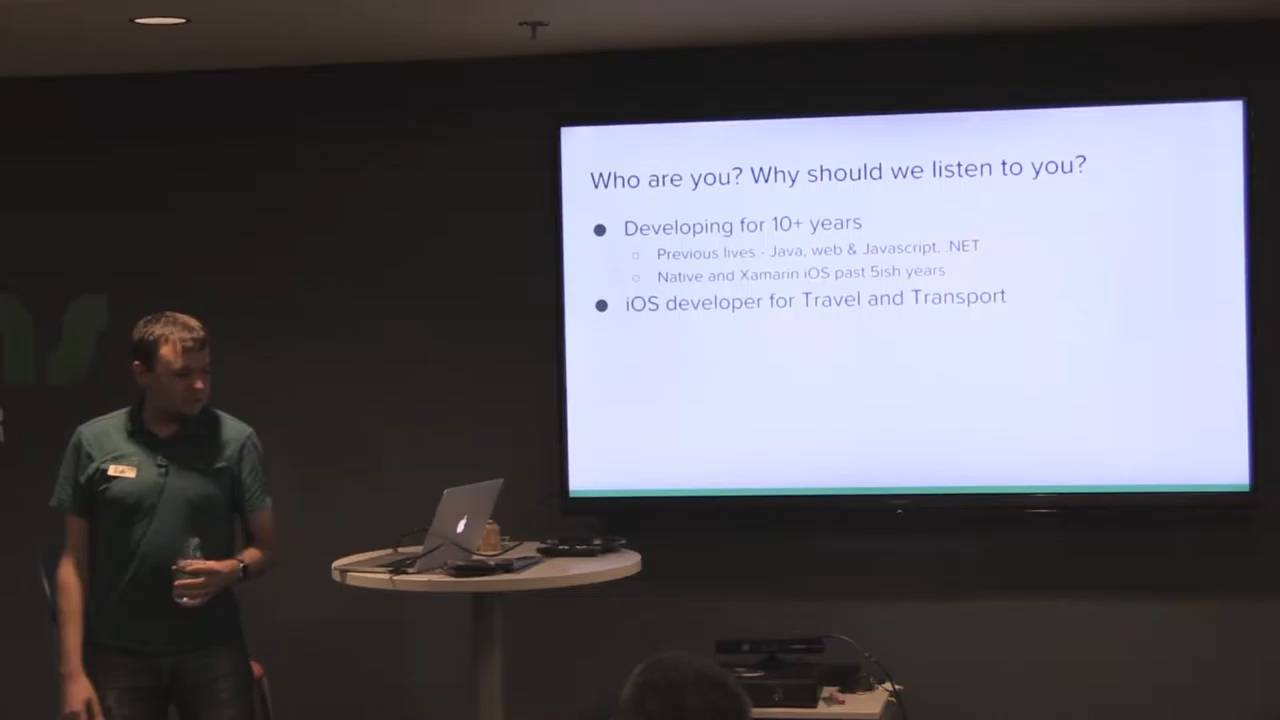 Who are you? Why should we listen to you?
Developing for 10+ years
Previous lives - Java, web & Javascript, .NET
Native and Xamarin iOS past 5ish years
iOS developer for Travel and Transport